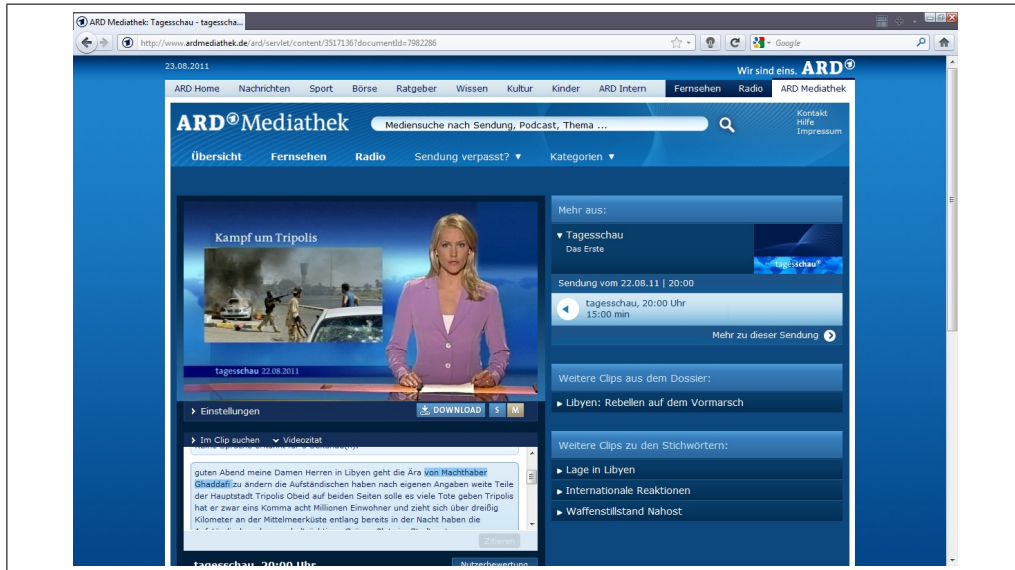 ARD Mediathek: Tagesschau - tagesscha...
http://www.ardmediathek.de/ard/servlet/content/3517136?documentId=7982286
Google
23.08.2011
Wir sind eins. ARD
ARD Home Nachrichten Sport Börse Ratgeber Wissen Kultur Kinder ARD Intern Fernsehen Radio ARD Mediathek
ARD Mediathek
Mediensuche nach Sendung, Podcast, Thema ...
Kontakt
Hilfe
Impressum
Übersicht Fernsehen Radio Sendung verpasst? Kategorien
Kampf um Tripolis
tagesschau 22.08.2011
Einstellungen
DOWNLOAD S M
Im Clip suchen Videozitat
guten Abend meine Damen Herren in Libyen geht die Ära von Machthaber
Ghaddafi zu ändern die Aufständischen haben nach eigenen Angaben weite Teile
der Hauptstadt Tripolis Obeid auf beiden Seiten solle es viele Tote geben Tripolis
hat er zwar eins Komma acht Millionen Einwohner und zieht sich über dreißig
Kilometer an der Mittelmeerküste entlang bereits in der Nacht haben die
Zitieren
tagesschau, 20:00 Uhr
Nutzerbewertung
Mehr aus:
Tagesschau
Das Erste
tagesschau
Sendung vom 22.08.11 | 20:00
tagesschau, 20:00 Uhr
15:00 min
Mehr zu dieser Sendung
Weitere Clips aus dem Dossier:
Libyen: Rebellen auf dem Vormarsch
Weitere Clips zu den Stichwörtern:
Lage in Libyen
Internationale Reaktionen
Waffenstillstand Nahost